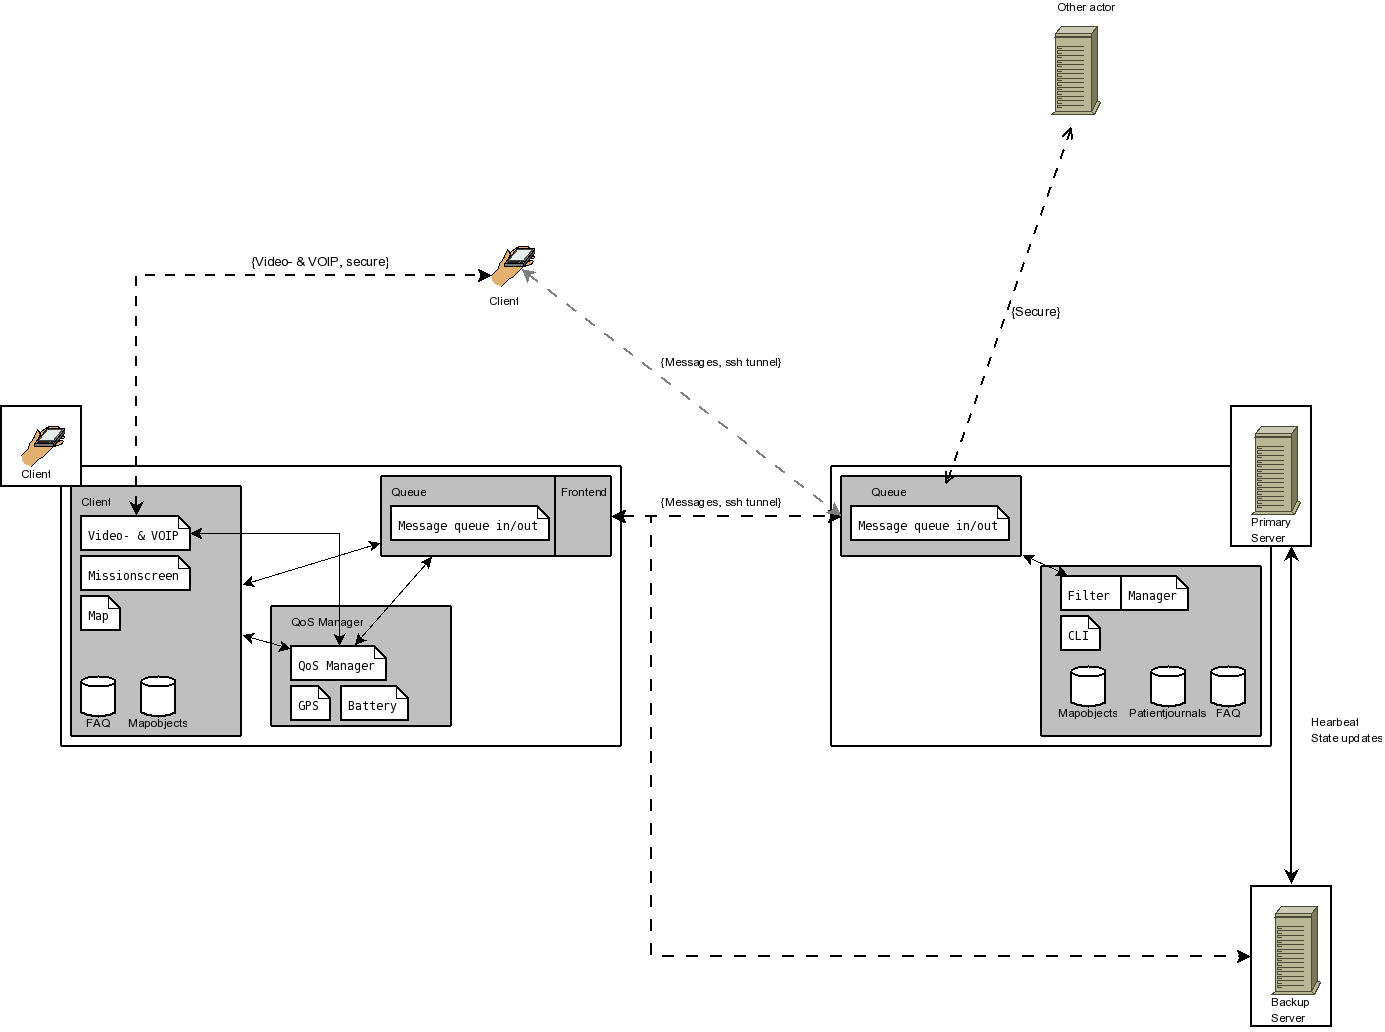 Other actor
{Video- & VOIP, secure}
Client
{Secure}
{Messages, ssh tunnel}
Client
Client
Video- & VOIP
Missionscreen
Map
FAQ
Mapobjects
Queue
Frontend
Message queue in/out
QoS Manager
QoS Manager
GPS
Battery
{Messages, ssh tunnel}
Queue
Message queue in/out
Primary
Server
Filter
Manager
CLI
Mapobjects
Patientjournals
FAQ
Hearbeat
State updates
Backup
Server